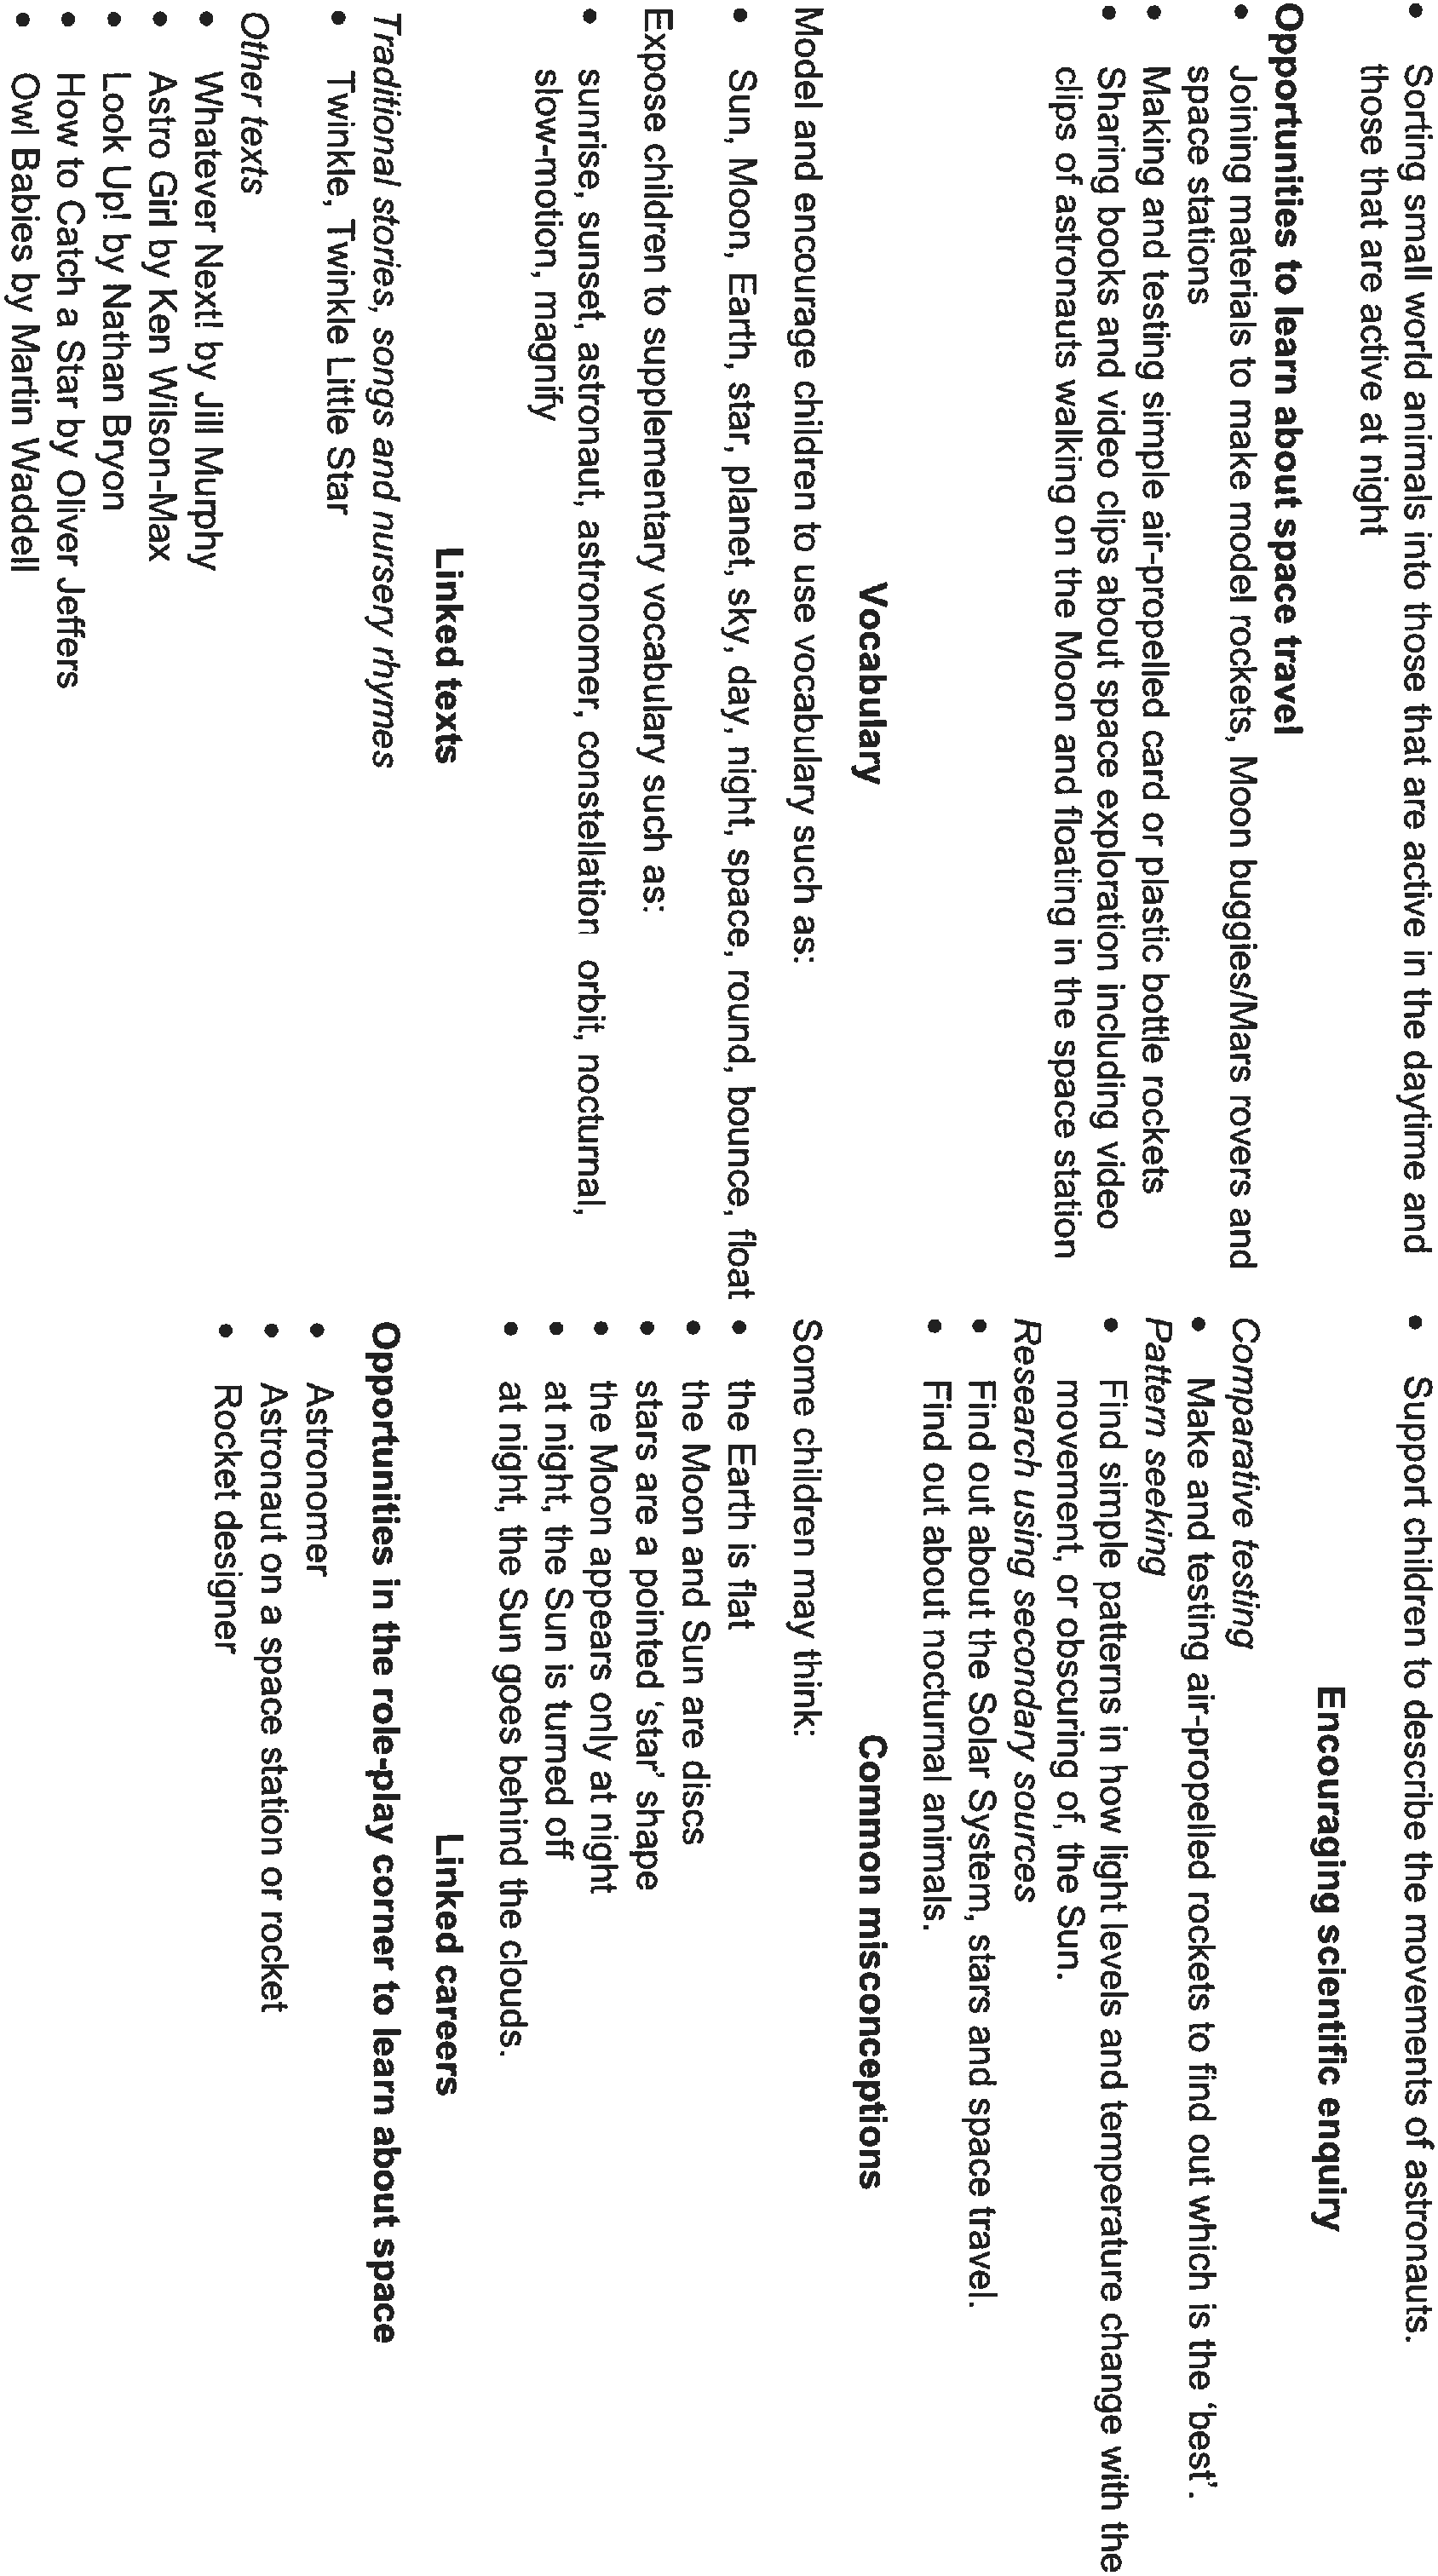 • Sorting small world animals into those that are active in the daytime and
those that are active at night
Opportunities to learn about space travel
• Joining materials to make model rockets, Moon buggies/Mars rovers and
space stations
• Making and testing simple air-propelled card or plastic bottle rockets
• Sharing books and video clips about space exploration including video
clips of astronauts walking on the Moon and floating in the space station
Vocabulary
Model and encourage children to use vocabulary such as:
• Sun, Moon, Earth, star, planet, sky, day, night, space, round, bounce, float
Expose children to supplementary vocabulary such as:
• sunrise, sunset, astronaut, astronomer, constellation orbit, nocturnal,
slow-motion, magnify
Linked texts
Traditional stories, songs and nursery rhymes
• Twinkle, Twinkle Little Star
Other texts
• Whatever Next! by Jill Murphy
• Astro Girl by Ken Wilson-Max
• Look Up! by Nathan Bryon
• How to Catch a Star by Oliver Jeffers
• Owl Babies by Martin Waddell
• Support children to describe the movements of astronauts.
Encouraging scientific enquiry
Comparative testing
• Make and testing air-propelled rockets to find out which is the ‘best’.
Pattern seeking
• Find simple patterns in how light levels and temperature change with the
movement, or obscuring of, the Sun.
Research using secondary sources
• Find out about the Solar System, stars and space travel.
• Find out about nocturnal animals.
Common misconceptions
Some children may think:
• the Earth is flat
• the Moon and Sun are discs
• stars are a pointed ‘star’ shape
• the Moon appears only at night
• at night, the Sun is turned off
• at night, the Sun goes behind the clouds.
Linked careers
Opportunities in the role-play corner to learn about space
• Astronomer
• Astronaut on a space station or rocket
• Rocket designer